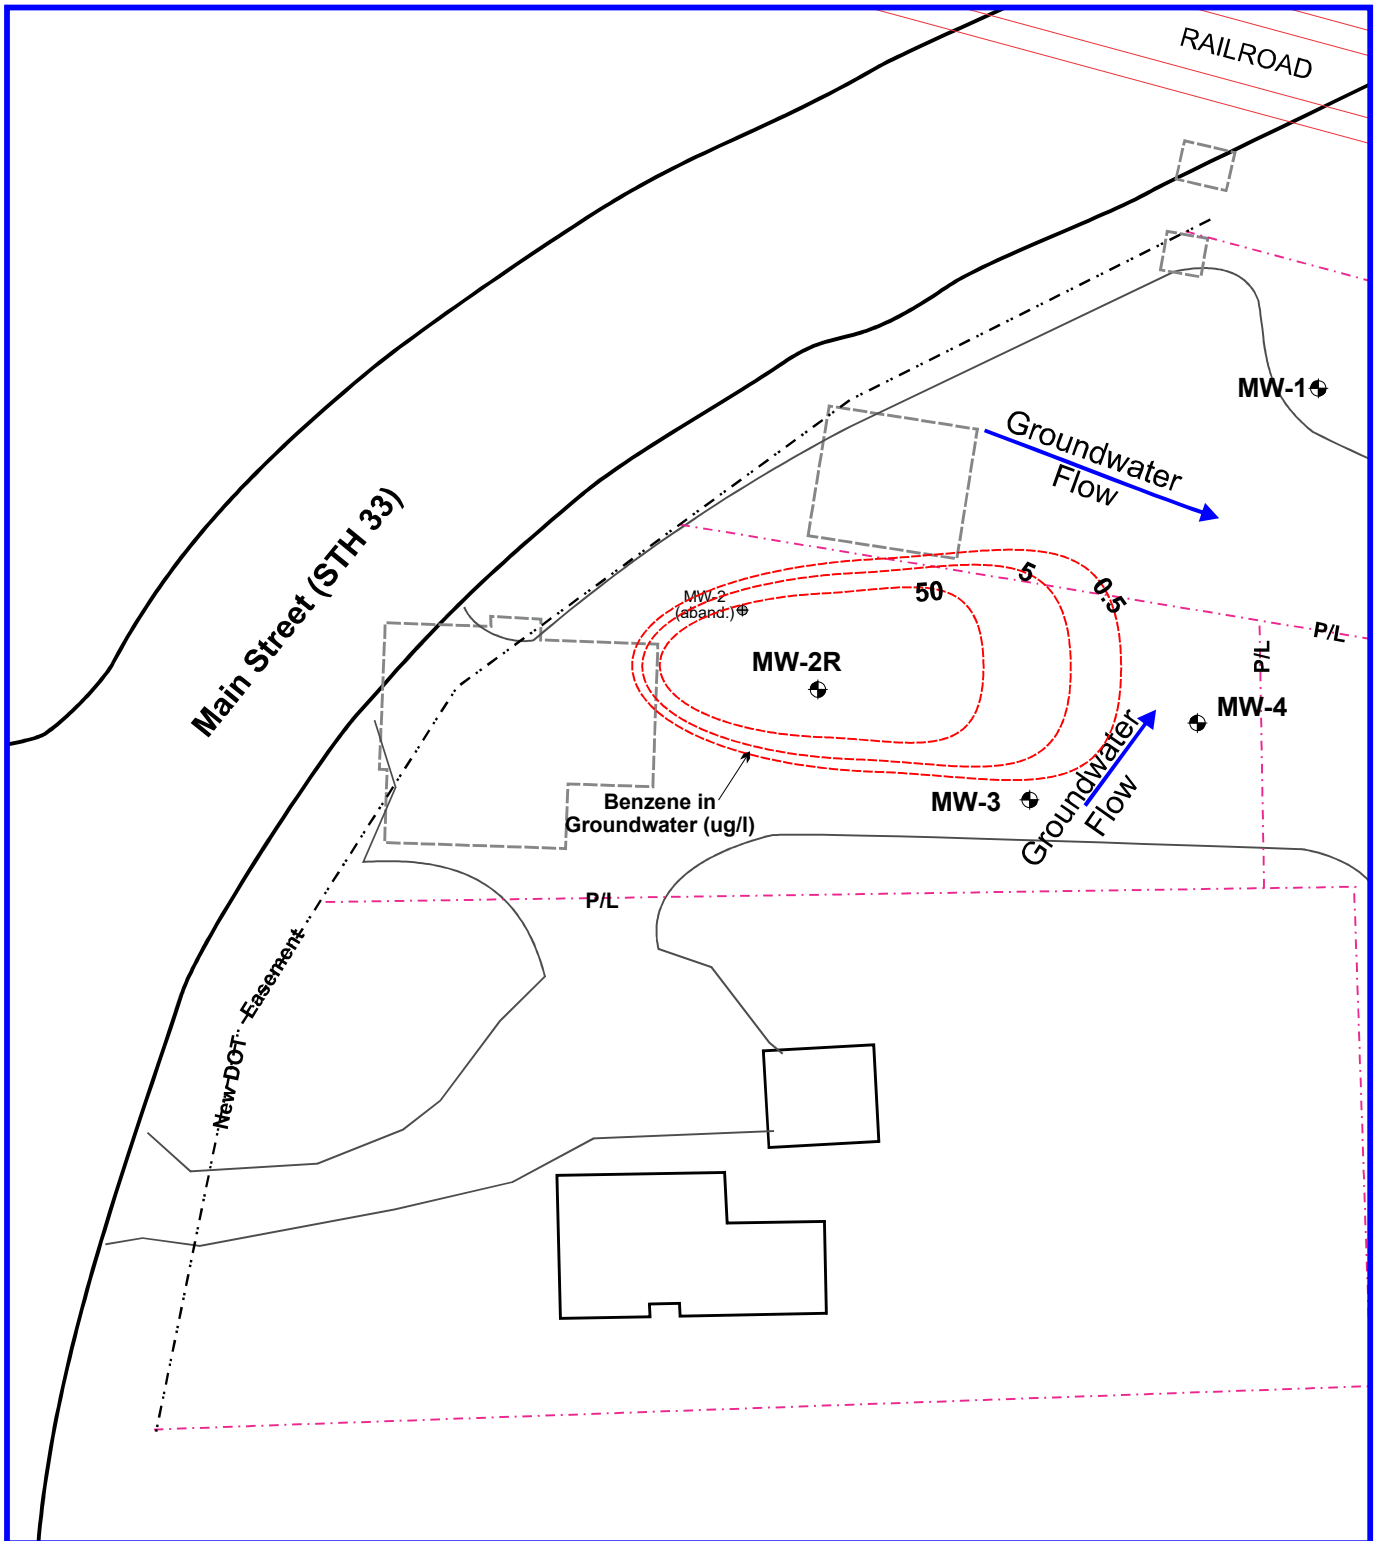 RAILROAD
MW-1
Groundwater
Flow
Main Street (STH 33)
5
50
0.5
MW-2
(aband.)
P/L
P/L
MW-2R
MW-4
Groundwater
Flow
MW-3
Benzene in
Groundwater (ug/l)
P/L
New DOT Easement